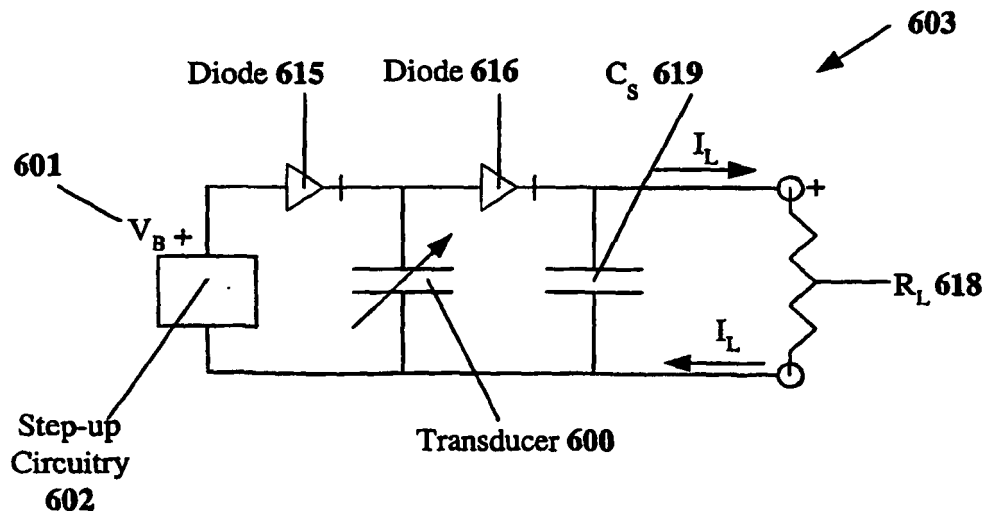 603
Diode 615
Diode 616
C_S 619
I_L
601
V_B +
+
R_L 618
I_L
Step-up
Circuitry
602
Transducer 600